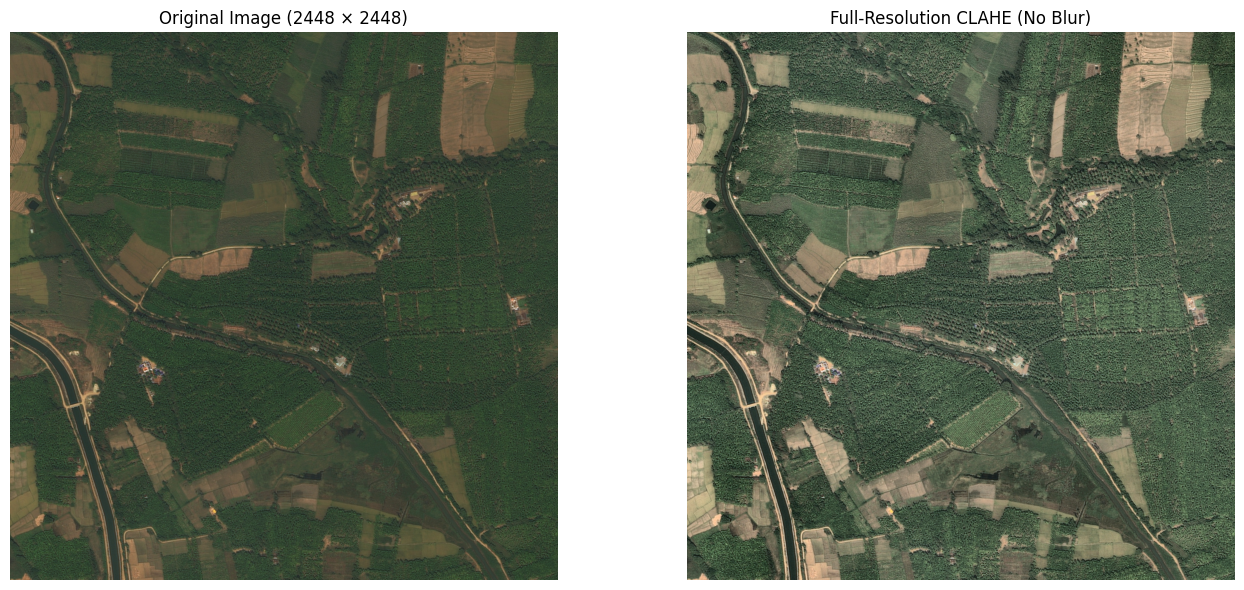 Original Image (2448 × 2448)
Full-Resolution CLAHE (No Blur)